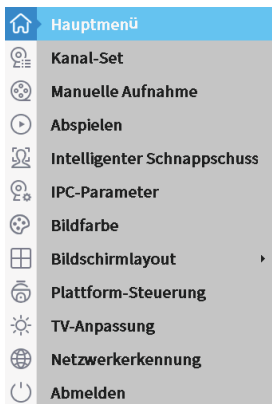 Hauptmenü
Kanal-Set
Manuelle Aufnahme
Abspielen
Intelligenter Schnappschuss
IPC-Parameter
Bildfarbe
Bildschirmlayout
Plattform-Steuerung
TV-Anpassung
Netzwerkerkennung
Abmelden